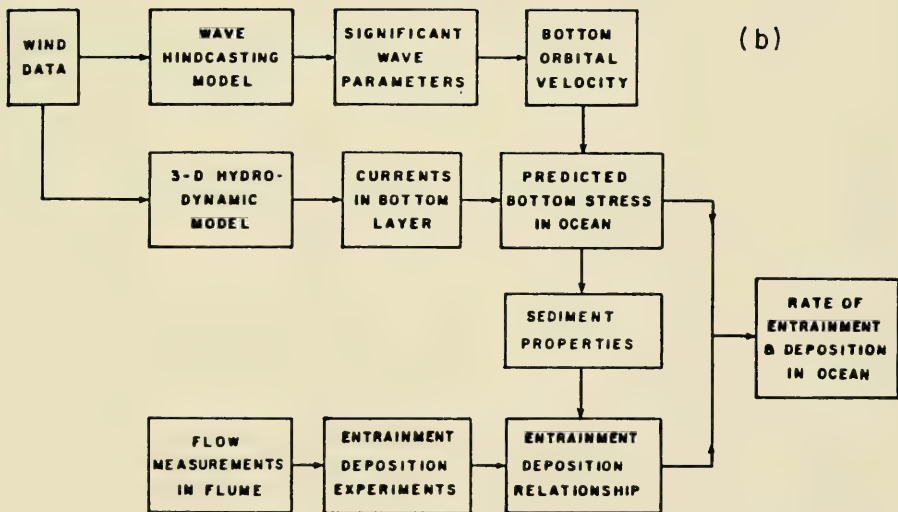 (b)
WIND
DATA
WAVE
HINDCASTING
MODEL
SIGNIFICANT
WAVE
PARAMETERS
BOTTOM
ORBITAL
VELOCITY
3-D HYDRO-
DYNAMIC
MODEL
CURRENTS
IN BOTTOM
LAYER
PREDICTED
BOTTOM STRESS
IN OCEAN
SEDIMENT
PROPERTIES
RATE OF
ENTRAINMENT
& DEPOSITION
IN OCEAN
FLOW
MEASUREMENTS
IN FLUME
ENTRAINMENT
DEPOSITION
EXPERIMENTS
ENTRAINMENT
DEPOSITION
RELATIONSHIP